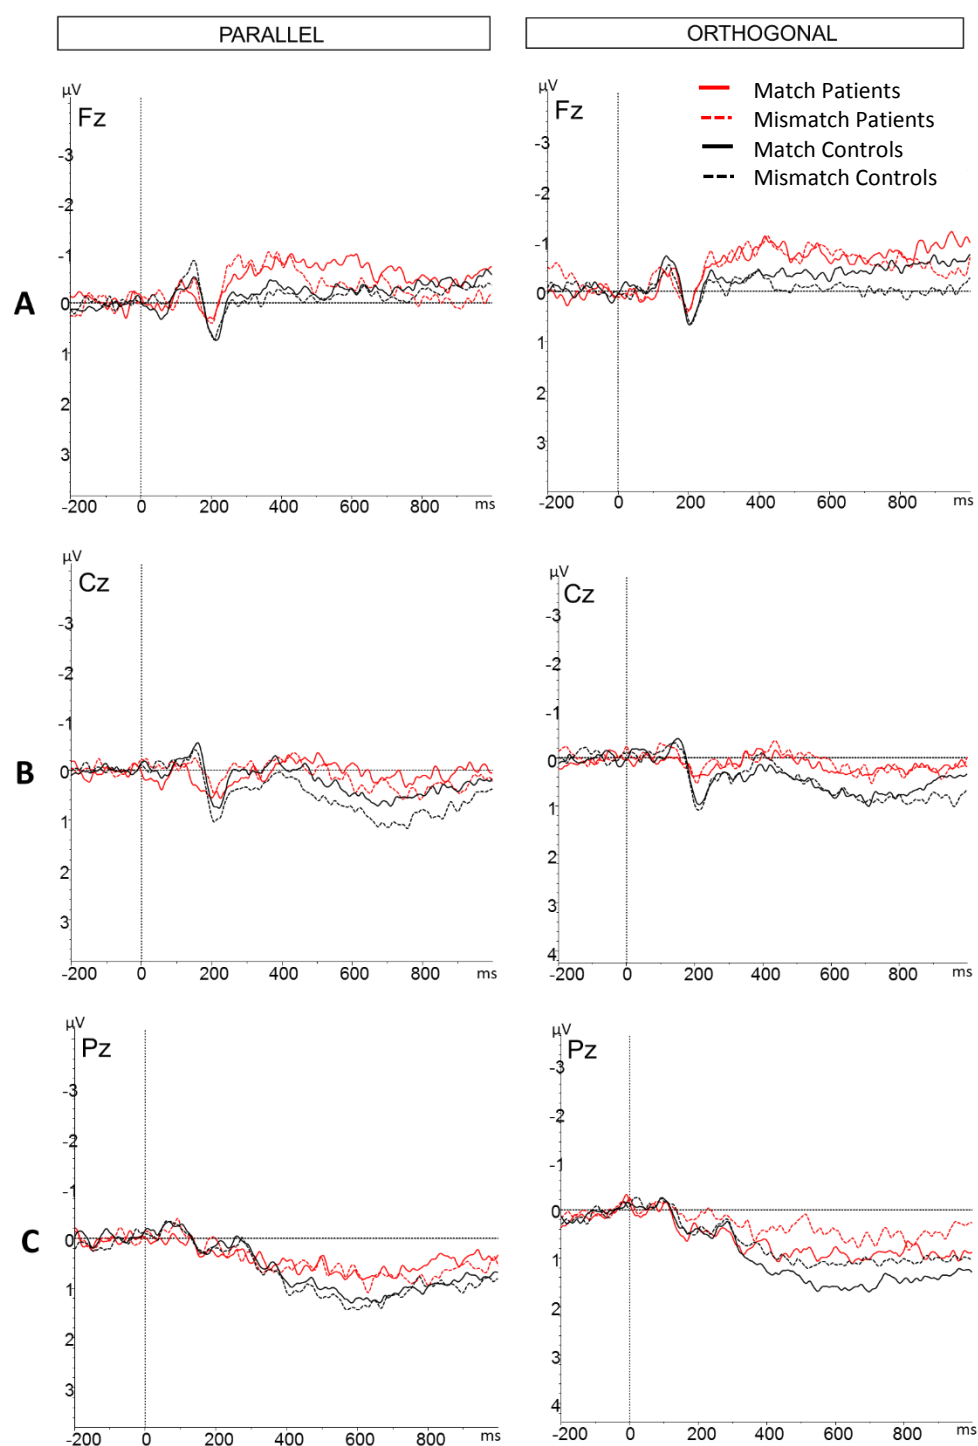 PARALLEL
ORTHOGONAL
Match Patients
Mismatch Patients
Match Controls
Mismatch Controls
A
µV
Fz
-3
-2
-1
0
1
2
3
-200 0 200 400 600 800 ms
µV
Fz
-3
-2
-1
0
1
2
3
-200 0 200 400 600 800 ms
B
µV
Cz
-3
-2
-1
0
1
2
3
-200 0 200 400 600 800 ms
µV
Cz
-3
-2
-1
0
1
2
3
4
-200 0 200 400 600 800 ms
C
µV
Pz
-3
-2
-1
0
1
2
3
-200 0 200 400 600 800 ms
µV
Pz
-3
-2
-1
0
1
2
3
4
-200 0 200 400 600 800 ms